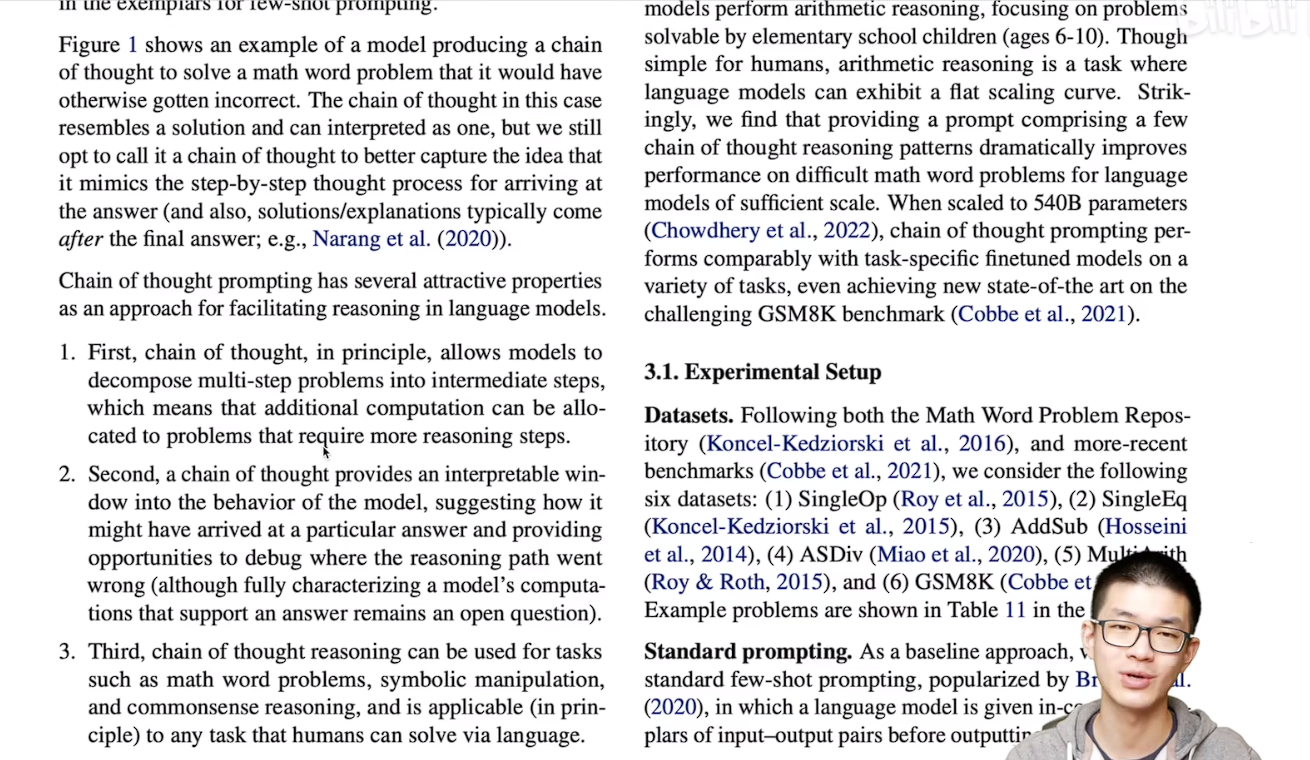 in the exemplars for few-shot prompting.
Figure 1 shows an example of a model producing a chain
of thought to solve a math word problem that it would have
otherwise gotten incorrect. The chain of thought in this case
resembles a solution and can interpreted as one, but we still
opt to call it a chain of thought to better capture the idea that
it mimics the step-by-step thought process for arriving at
the answer (and also, solutions/explanations typically come
after the final answer; e.g., Narang et al. (2020)).
Chain of thought prompting has several attractive properties
as an approach for facilitating reasoning in language models.
1. First, chain of thought, in principle, allows models to
decompose multi-step problems into intermediate steps,
which means that additional computation can be allo-
cated to problems that require more reasoning steps.
2. Second, a chain of thought provides an interpretable win-
dow into the behavior of the model, suggesting how it
might have arrived at a particular answer and providing
opportunities to debug where the reasoning path went
wrong (although fully characterizing a model's computa-
tions that support an answer remains an open question).
3. Third, chain of thought reasoning can be used for tasks
such as math word problems, symbolic manipulation,
and commonsense reasoning, and is applicable (in prin-
ciple) to any task that humans can solve via language.
models perform arithmetic reasoning, focusing on problems
solvable by elementary school children (ages 6-10). Though
simple for humans, arithmetic reasoning is a task where
language models can exhibit a flat scaling curve. Strik-
ingly, we find that providing a prompt comprising a few
chain of thought reasoning patterns dramatically improves
performance on difficult math word problems for language
models of sufficient scale. When scaled to 540B parameters
(Chowdhery et al., 2022), chain of thought prompting per-
forms comparably with task-specific finetuned models on a
variety of tasks, even achieving new state-of-the art on the
challenging GSM8K benchmark (Cobbe et al., 2021).
3.1. Experimental Setup
Datasets. Following both the Math Word Problem Repos-
itory (Koncel-Kedziorski et al., 2016), and more-recent
benchmarks (Cobbe et al., 2021), we consider the following
six datasets: (1) SingleOp (Roy et al., 2015), (2) SingleEq
(Koncel-Kedziorski et al., 2015), (3) AddSub (Hosseini
et al., 2014), (4) ASDiv (Miao et al., 2020), (5)
(Roy & Roth, 2015), and (6) GSM8K (Cobbe et
Example problems are shown in Table 11 in the
Standard prompting. As a baseline approach,
standard few-shot prompting, popularized by
(2020), in which a language model is given
plars of input–output pairs before
bilibili